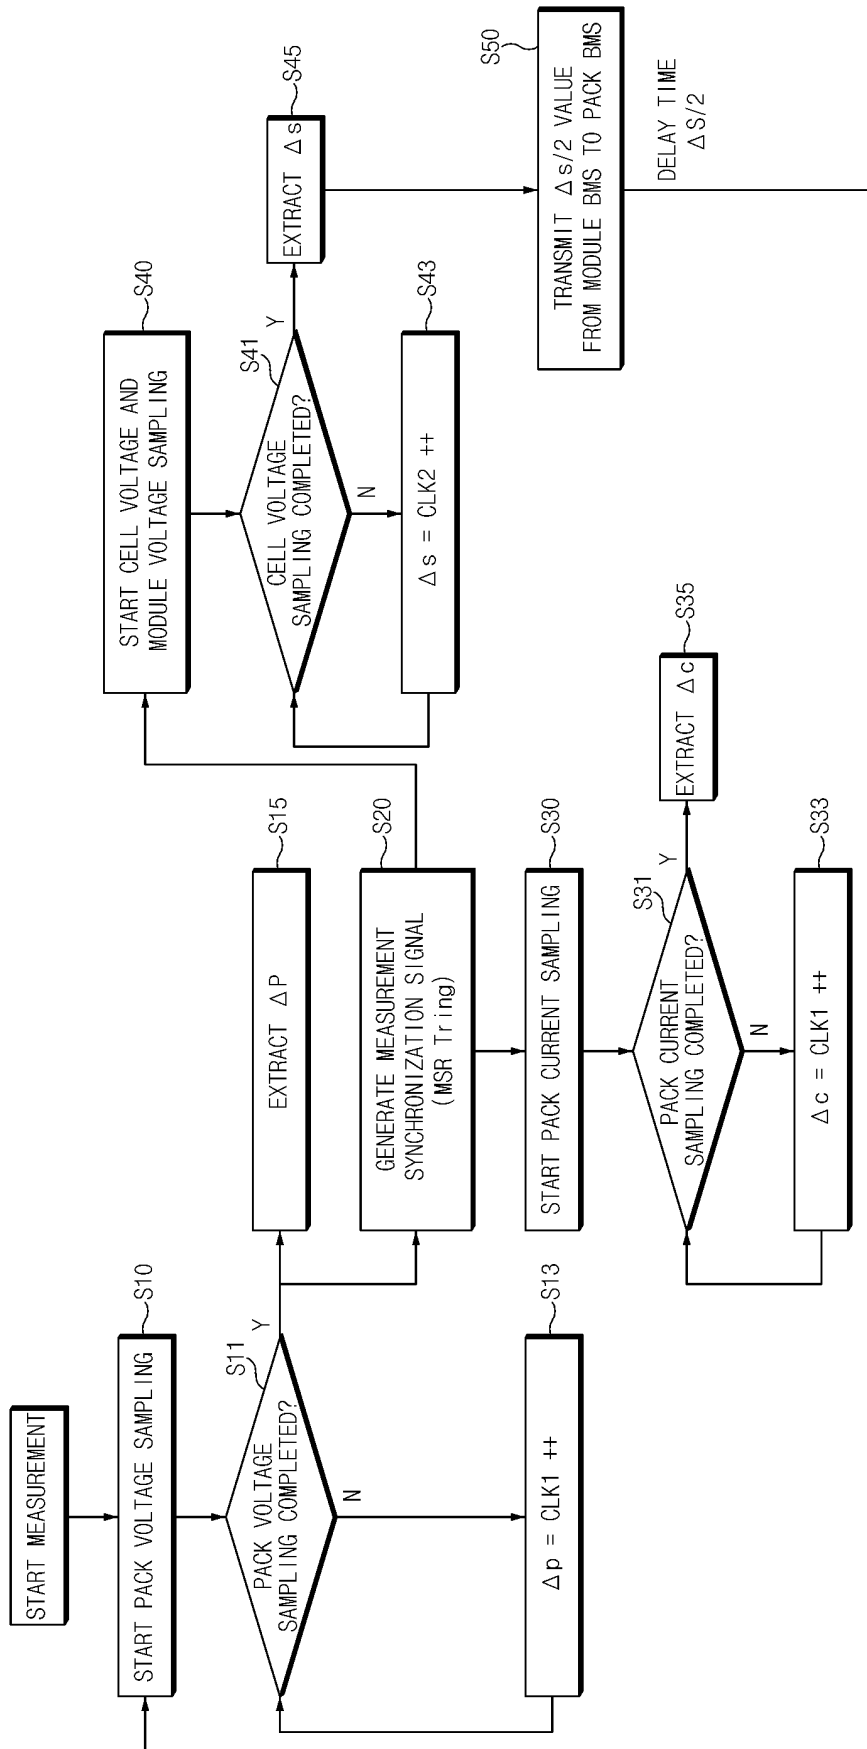 START MEASUREMENT
START PACK VOLTAGE SAMPLING
S10
PACK VOLTAGE
SAMPLING COMPLETED?
S11
Y
N
Δp = CLK1 ++
S13
EXTRACT ΔP
S15
GENERATE MEASUREMENT
SYNCHRONIZATION SIGNAL
(MSR Tring)
S20
START PACK CURRENT SAMPLING
S30
PACK CURRENT
SAMPLING COMPLETED?
S31
Y
N
Δc = CLK1 ++
S33
EXTRACT Δc
S35
START CELL VOLTAGE AND
MODULE VOLTAGE SAMPLING
S40
CELL VOLTAGE
SAMPLING COMPLETED?
S41
Y
N
Δs = CLK2 ++
S43
EXTRACT Δs
S45
TRANSMIT Δs/2 VALUE
FROM MODULE BMS TO PACK BMS
S50
DELAY TIME
ΔS/2